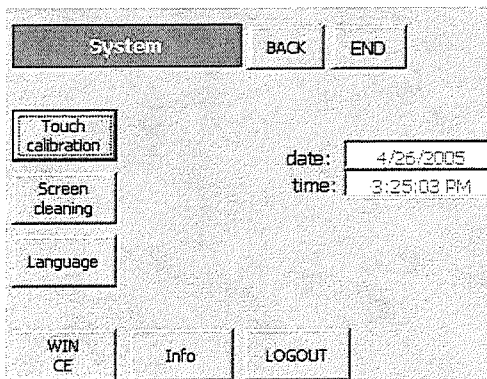 System
BACK
END
Touch
calibration
date: 4/26/2005
Screen
cleaning
time: 3:25:03 PM
Language
WIN
CE
Info
LOGOUT